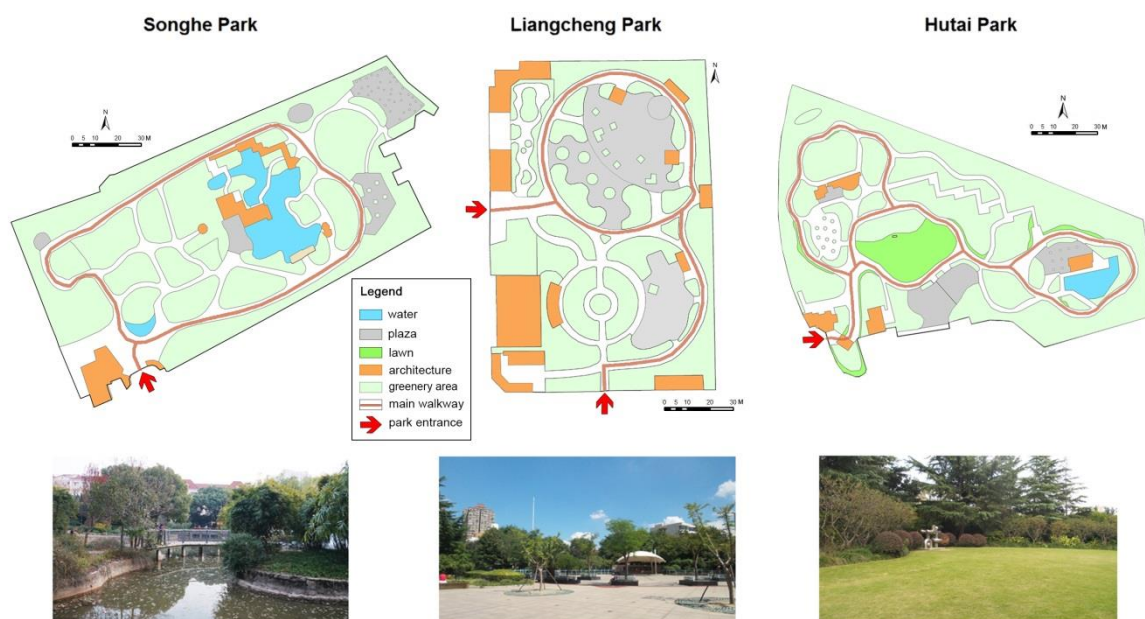 Songhe Park
Liangcheng Park
Hutai Park
N
0 5 10 20 30 M
N
N
0 5 10 20 30 M
Legend
water
plaza
lawn
architecture
greenery area
main walkway
park entrance
0 5 10 20 30 M